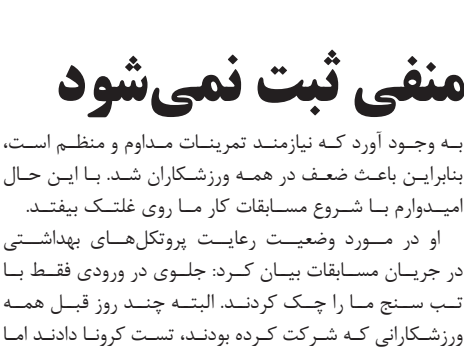 منفی ثبت نمی‌شود
به وجود آورد که نیازمند تمرینات مداوم و منظم است،
بنابراین باعث ضعف در همه ورزشکاران شد. با این حال
امیدوارم با شروع مسابقات کار ما روی غلتک بیفتد.
او در مورد وضعیت رعایت پروتکل‌های بهداشتی
در جریان مسابقات بیان کرد: جلوی در ورودی فقط با
تب سنج ما را چک کردند. البته چند روز قبل همه
ورزشکارانی که شرکت کرده بودند، تست کرونا دادند اما